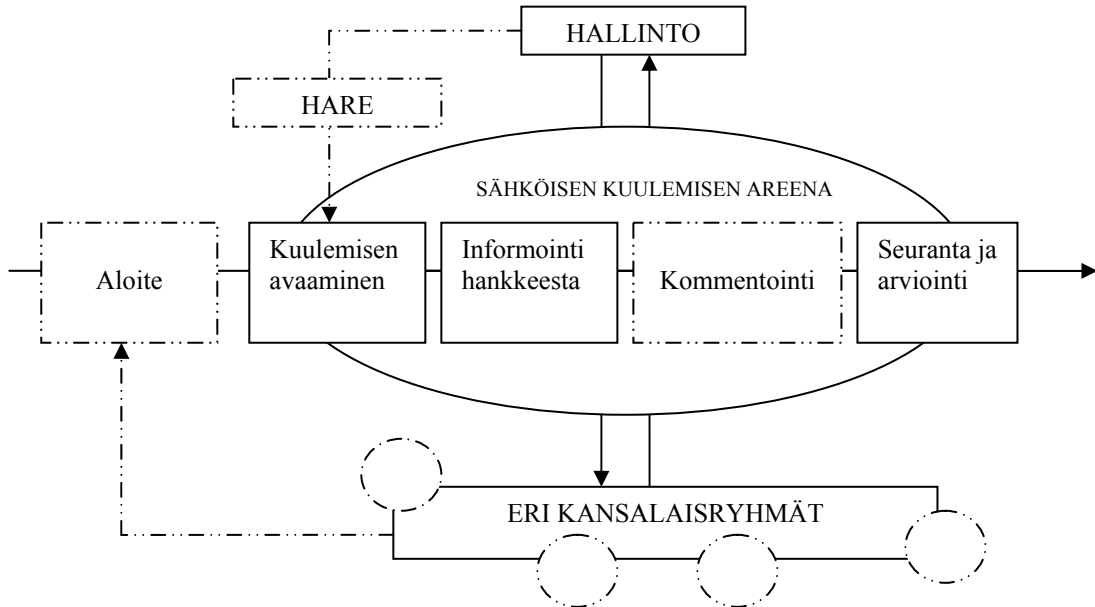 HALLINTO
HARE
SÄHKÖISEN KUULEMISEN AREENA
Aloite
Kuulemisen
avaaminen
Informointi
hankkeesta
Kommentointi
Seuranta ja
arviointi
ERI KANSALAISRYHMÄT